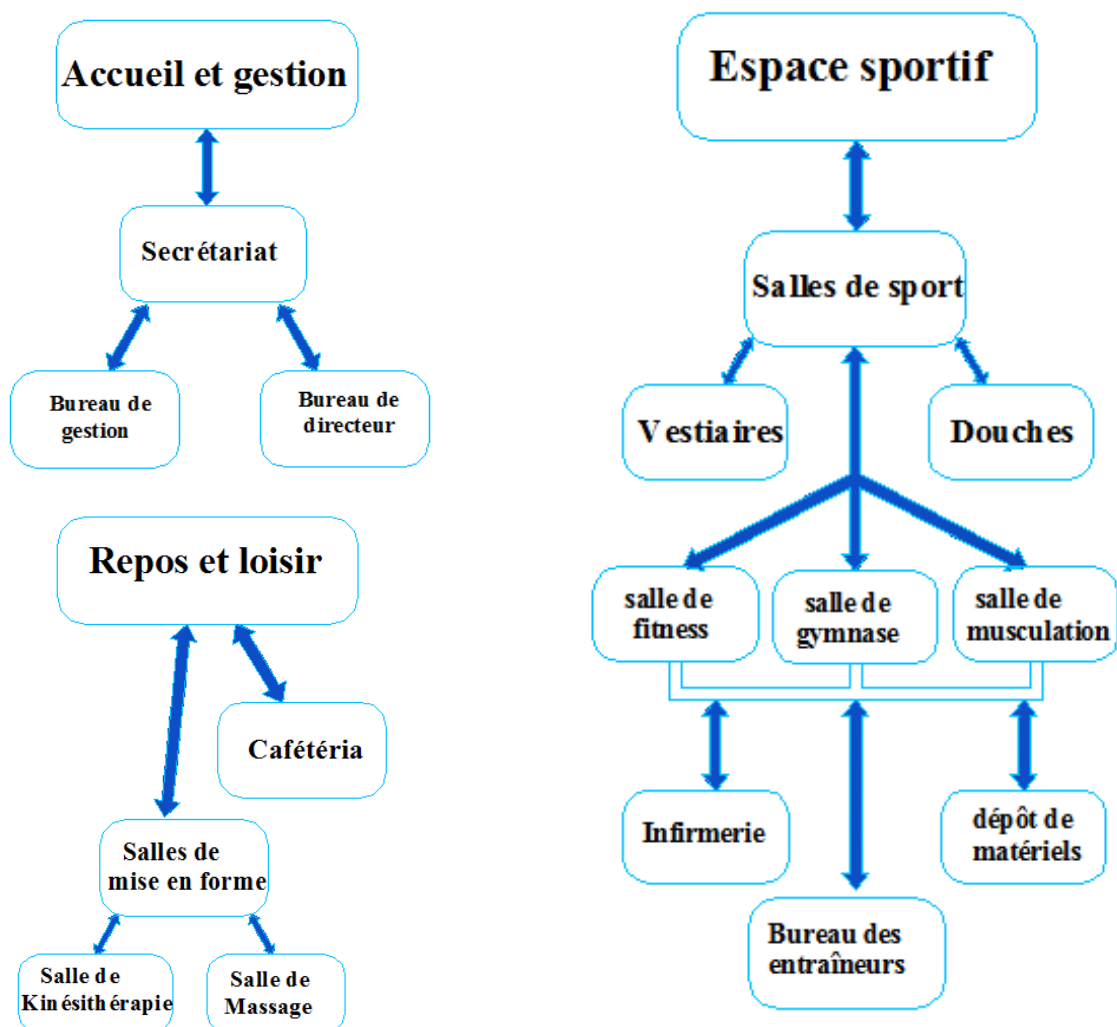 Accueil et gestion
Secrétariat
Bureau de
gestion
Bureau de
directeur
Repos et loisir
Cafétéria
Salles de
mise en forme
Salle de
Kinésithérapie
Salle de
Massage
Espace sportif
Salles de sport
Vestiaires
Douches
salle de
fitness
salle de
gymnase
salle de
musculation
Infirmerie
dépôt de
matériels
Bureau des
entraîneurs